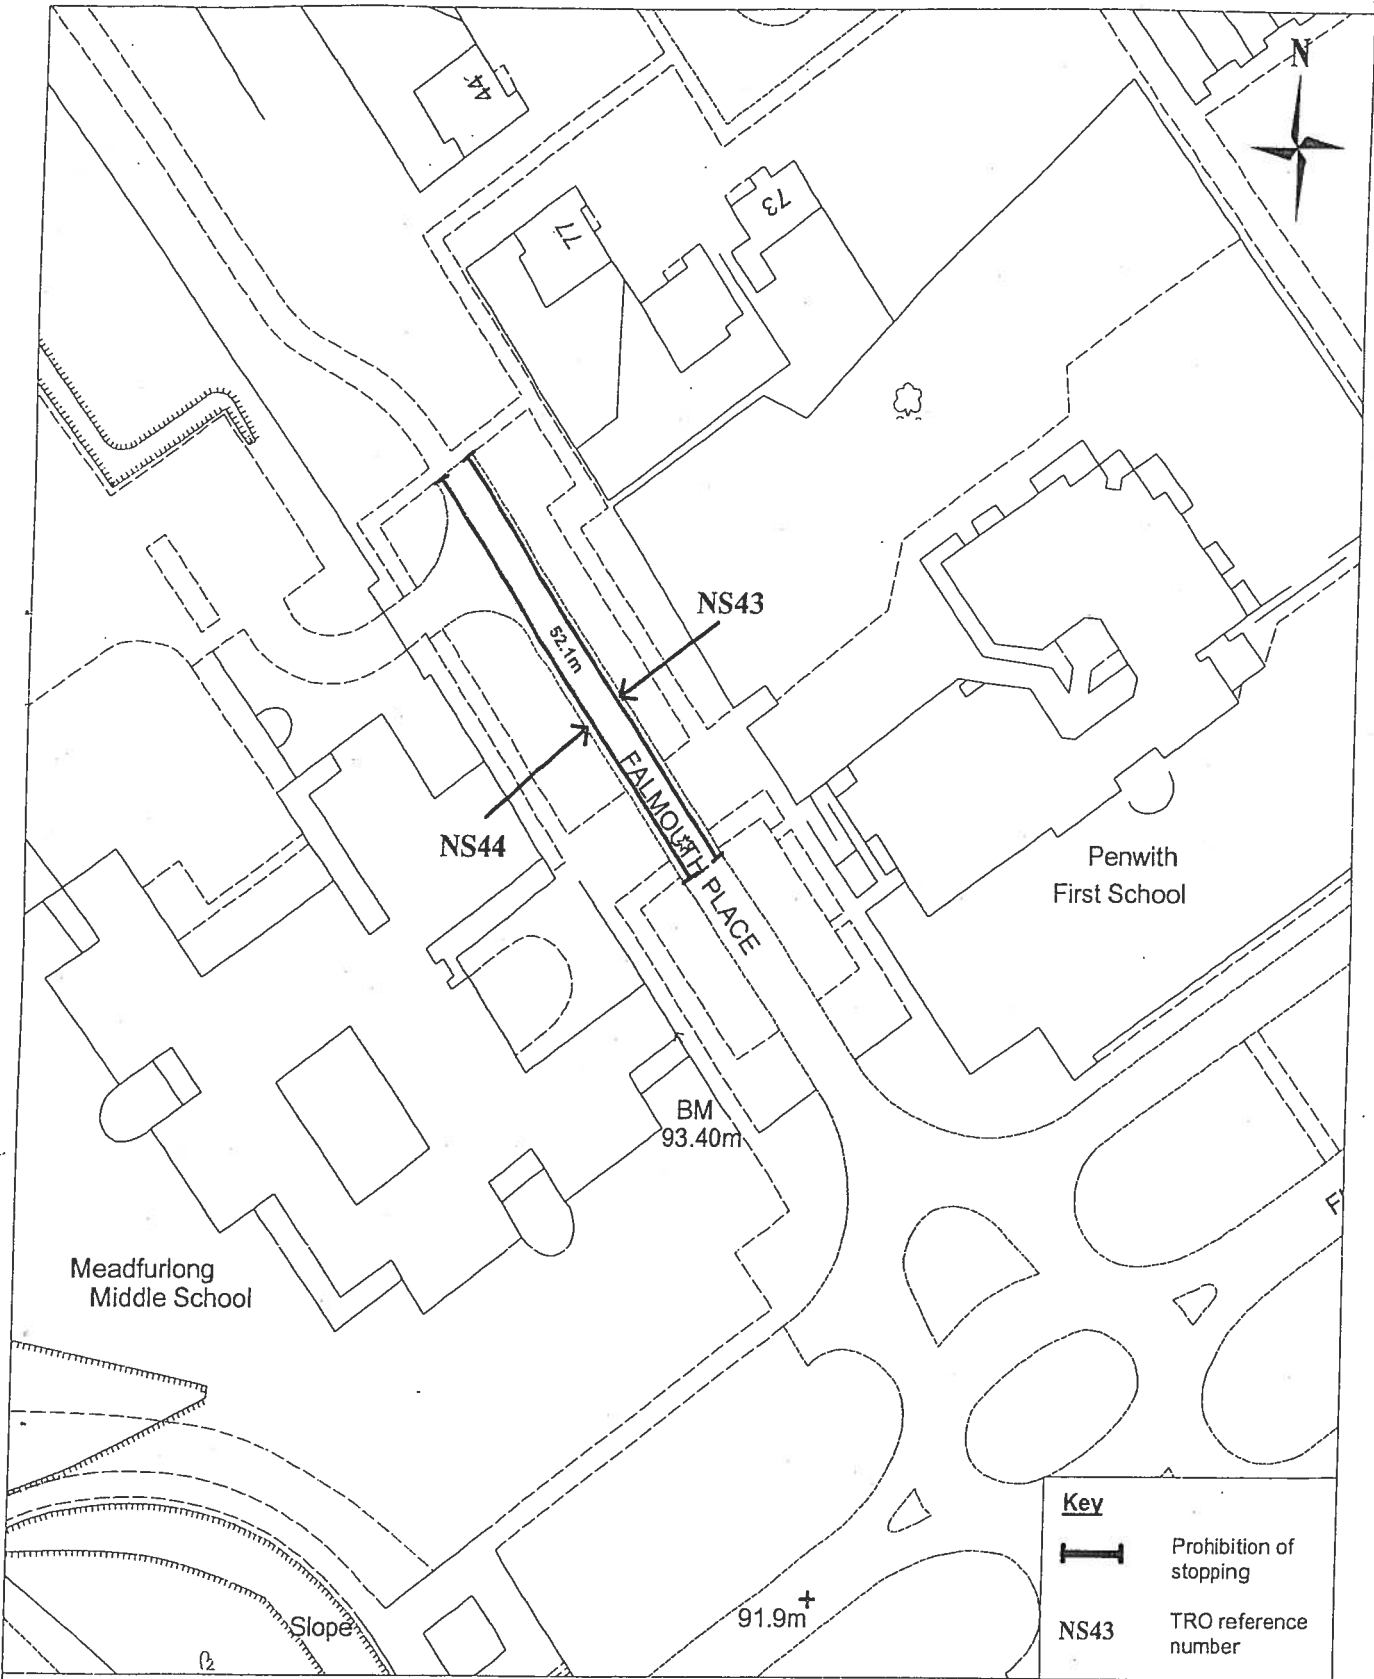 N
44
77
73
NS43
52.1m
NS44
FALMOUTH PLACE
Penwith
First School
BM
93.40m
Meadfurlong
Middle School
Key
Prohibition of
stopping
91.9m
NS43
TRO reference
number
Slope